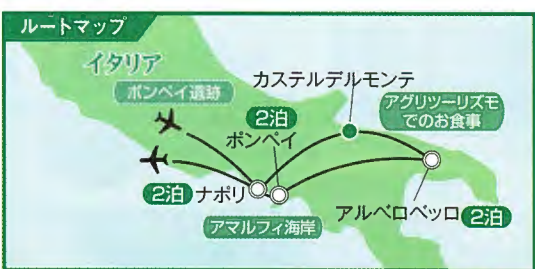 ルートマップ
イタリア
ポンペイ遺跡
カステルデルモンテ
アグリツーリズモ
でのお食事
2泊
ポンペイ
2泊 ナポリ
アマルフィ海岸
アルベロベッロ 2泊